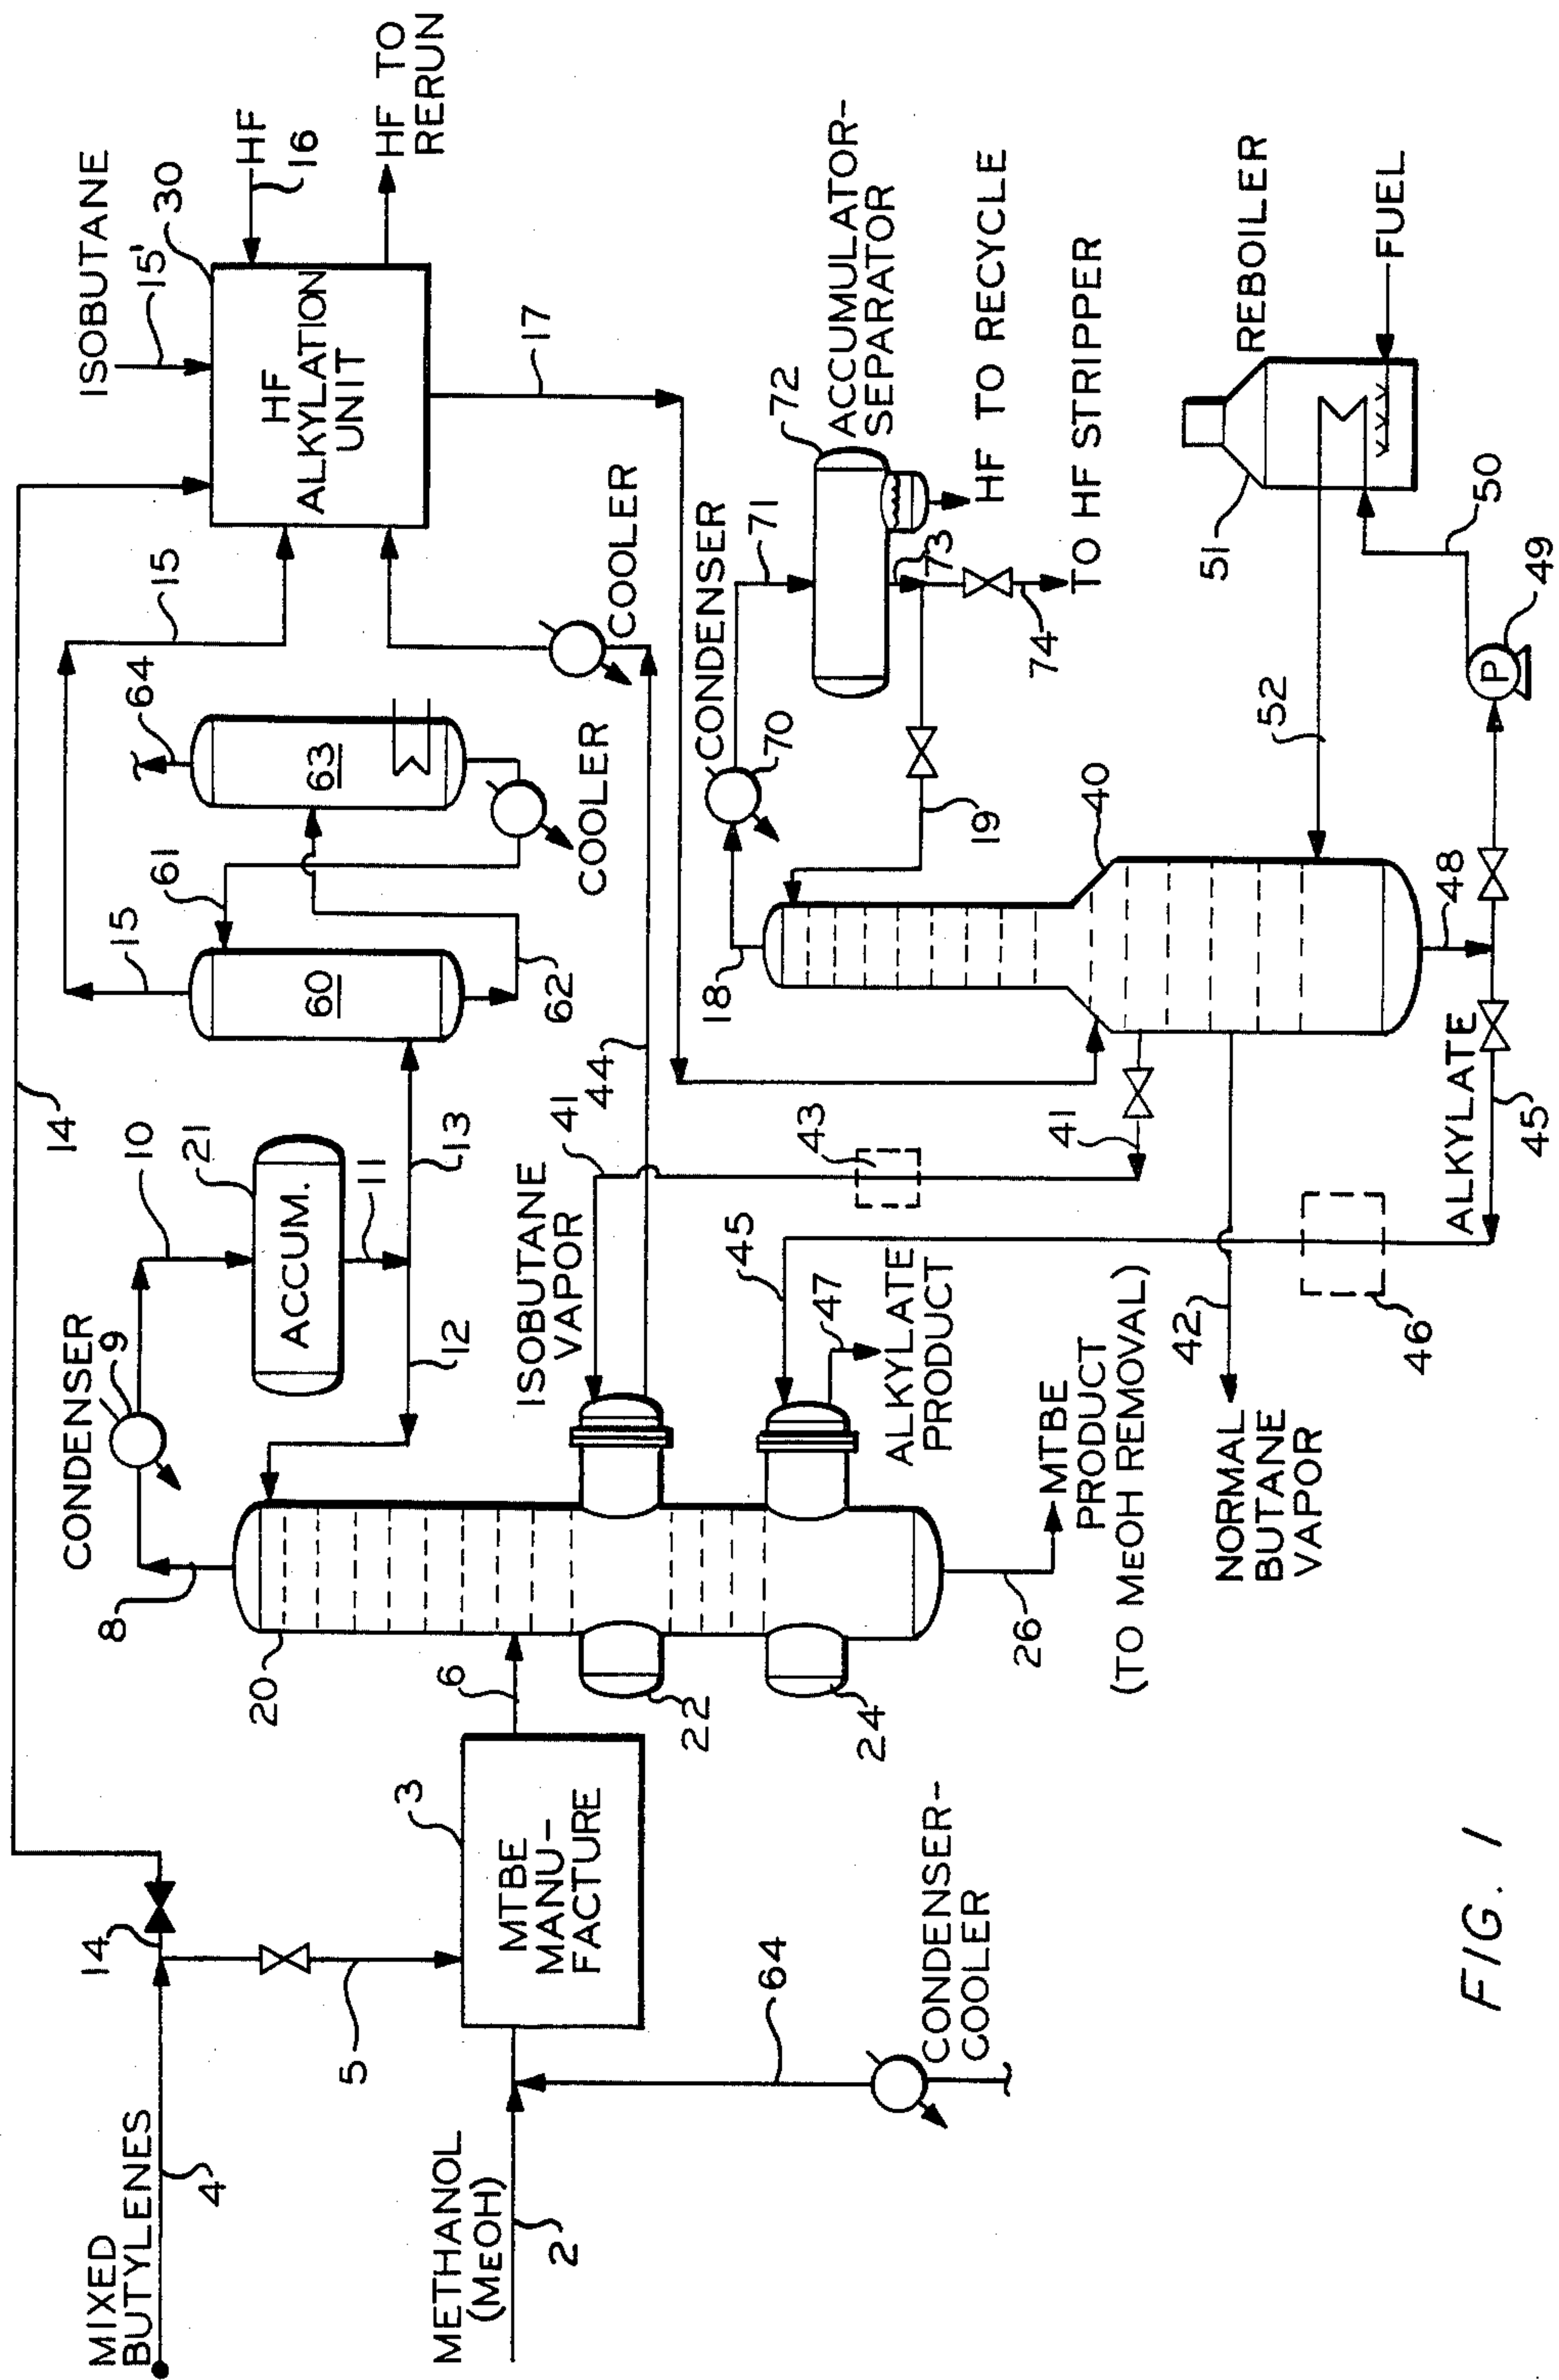 MIXED
BUTYLENES
4
14
14
5
METHANOL
(MEOH)
2
MTBE
MANU-
FACTURE
3
6
64
CONDENSER-
COOLER
CONDENSER
9
8
10
ACCUM.
21
11
12
13
20
22
24
26
MTBE
PRODUCT
(TO MEOH REMOVAL)
ISOBUTANE
VAPOR
41
44
45
47
ALKYLATE
PRODUCT
15
15
60
61
62
63
64
COOLER
COOLER
ISOBUTANE
15'
30
HF
16
HF
ALKYLATION
UNIT
HF TO
RERUN
17
CONDENSER
70
71
72
ACCUMULATOR-
SEPARATOR
73
74
HF TO RECYCLE
TO HF STRIPPER
18
19
40
41
43
42
NORMAL
BUTANE
VAPOR
46
45
ALKYLATE
48
49
P
50
51
52
REBOILER
FUEL
FIG. 1